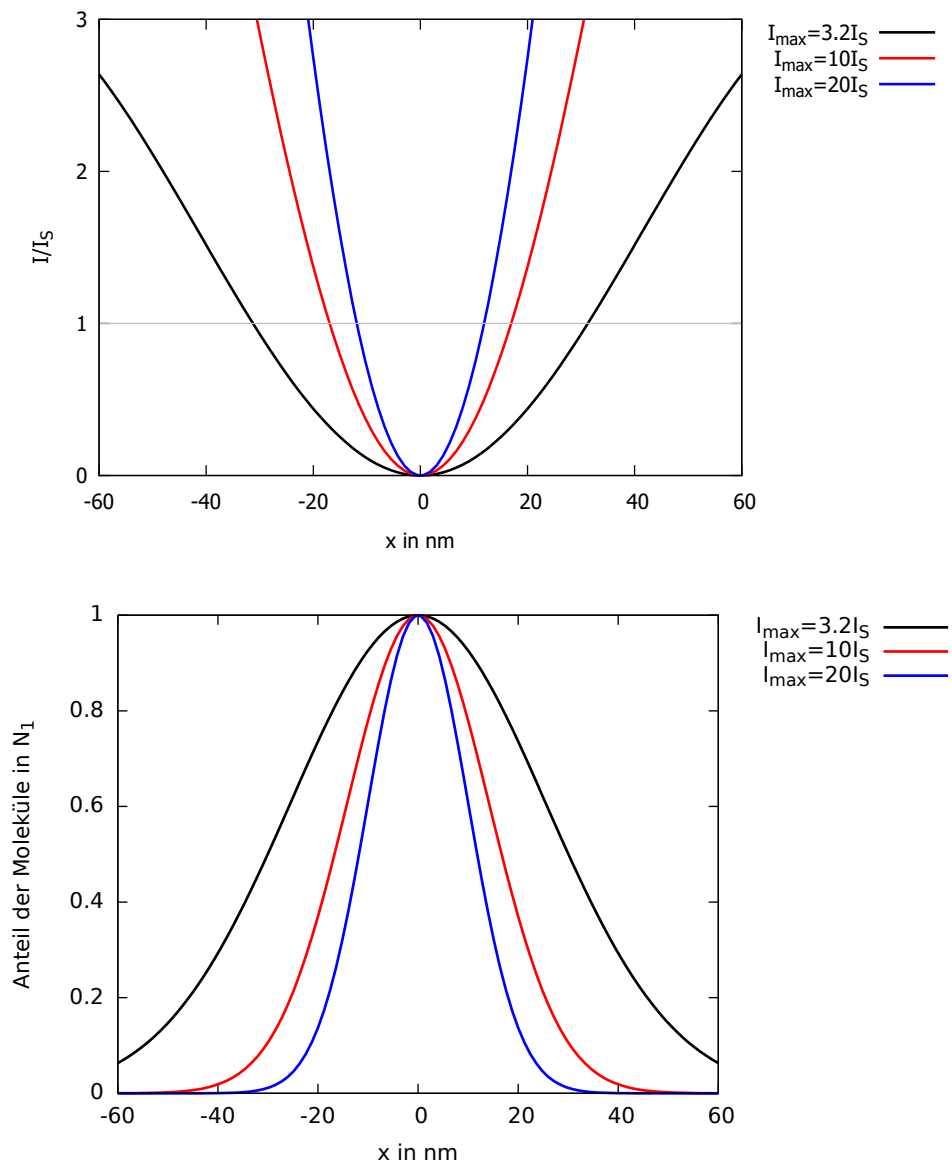 3
2
1
0
I/I_S
-60 -40 -20 0 20 40 60
x in nm
I_max=3.2I_S
I_max=10I_S
I_max=20I_S
1
0.8
0.6
0.4
0.2
0
Anteil der Moleküle in N_1
-60 -40 -20 0 20 40 60
x in nm
I_max=3.2I_S
I_max=10I_S
I_max=20I_S